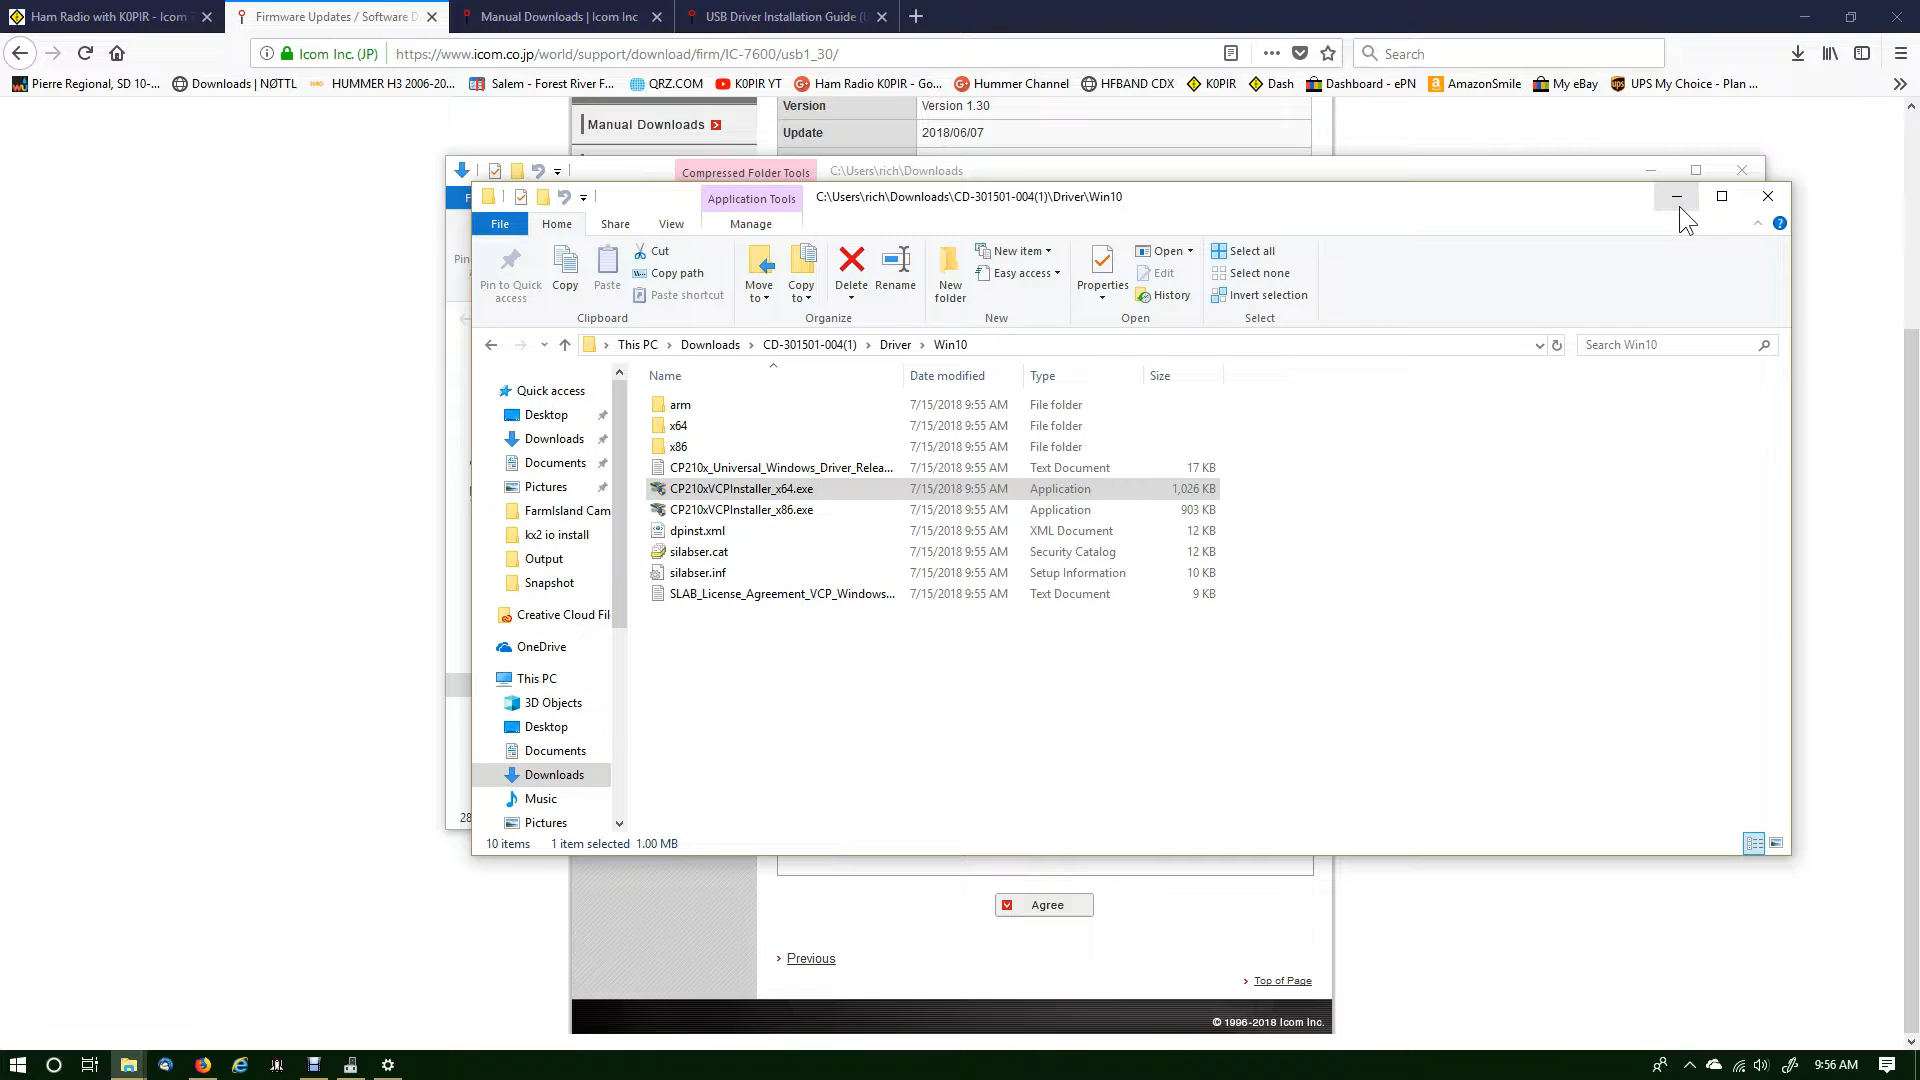 Ham Radio with K0PIR - Icom 7
Firmware Updates / Software D
Manual Downloads | Icom Inc
USB Driver Installation Guide (
Icom Inc. (JP)
https://www.icom.co.jp/world/support/download/firm/IC-7600/usb1_30/
Search
Pierre Regional, SD 10-...
Downloads | NØTTL
HUMMER H3 2006-20...
Salem - Forest River F...
QRZ.COM
K0PIR YT
Ham Radio K0PIR - Go...
Hummer Channel
HFBAND CDX
K0PIR
Dash
Dashboard - ePN
AmazonSmile
My eBay
UPS My Choice - Plan ...
Manual Downloads
Version
Version 1.30
Update
2018/06/07
Compressed Folder Tools
C:\Users\rich\Downloads
Application Tools
C:\Users\rich\Downloads\CD-301501-004(1)\Driver\Win10
File
Home
Share
View
Manage
Pin to Quick access
Copy
Paste
Cut
Copy path
Paste shortcut
Clipboard
Move to
Copy to
Delete
Rename
Organize
New folder
New item
Easy access
New
Properties
Open
Edit
History
Open
Select all
Select none
Invert selection
Select
This PC > Downloads > CD-301501-004(1) > Driver > Win10
Search Win10
Quick access
Desktop
Downloads
Documents
Pictures
FarmIsland Cam
kx2 io install
Output
Snapshot
Creative Cloud Fil
OneDrive
This PC
3D Objects
Desktop
Documents
Downloads
Music
Pictures
Name Date modified Type Size
arm 7/15/2018 9:55 AM File folder
x64 7/15/2018 9:55 AM File folder
x86 7/15/2018 9:55 AM File folder
CP210x_Universal_Windows_Driver_Relea... 7/15/2018 9:55 AM Text Document 17 KB
CP210xVCPInstaller_x64.exe 7/15/2018 9:55 AM Application 1,026 KB
CP210xVCPInstaller_x86.exe 7/15/2018 9:55 AM Application 903 KB
dpinst.xml 7/15/2018 9:55 AM XML Document 12 KB
silabser.cat 7/15/2018 9:55 AM Security Catalog 12 KB
silabser.inf 7/15/2018 9:55 AM Setup Information 10 KB
SLAB_License_Agreement_VCP_Windows... 7/15/2018 9:55 AM Text Document 9 KB
28
10 items 1 item selected 1.00 MB
Agree
Previous
Top of Page
© 1996-2018 Icom Inc.
9:56 AM